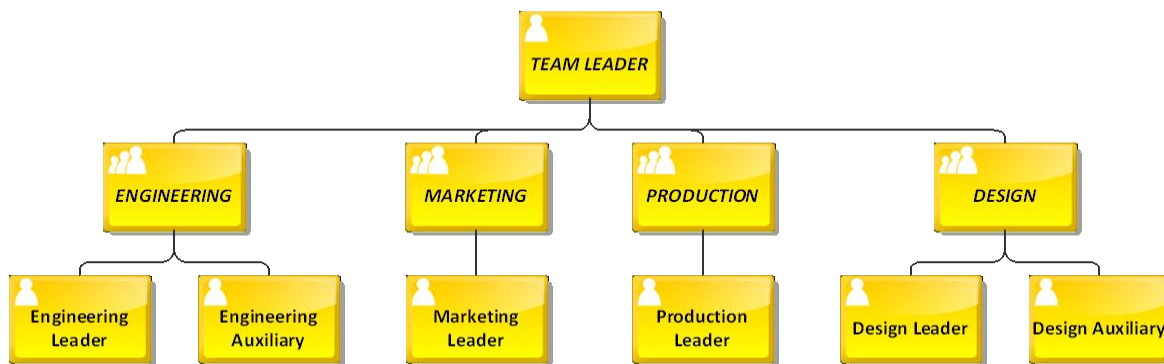 TEAM LEADER
ENGINEERING
MARKETING
PRODUCTION
DESIGN
Engineering
Leader
Engineering
Auxiliary
Marketing
Leader
Production
Leader
Design Leader
Design Auxiliary